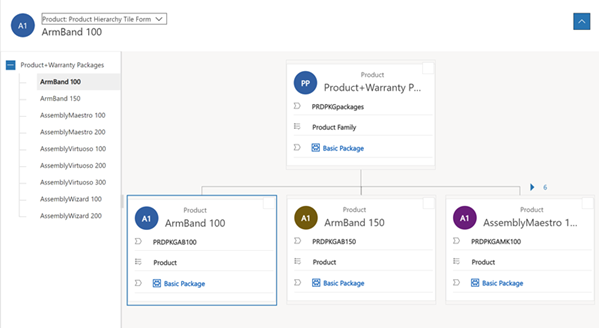 A1
Product: Product Hierarchy Tile Form
ArmBand 100
Product+Warranty Packages
ArmBand 100
ArmBand 150
AssemblyMaestro 100
AssemblyMaestro 200
AssemblyVirtuoso 100
AssemblyVirtuoso 200
AssemblyVirtuoso 300
AssemblyWizard 100
AssemblyWizard 200
Product
PP
Product+Warranty P...
PRDPKGpackages
Product Family
Basic Package
6
Product
A1
ArmBand 100
PRDPKGAB100
Product
Basic Package
Product
A1
ArmBand 150
PRDPKGAB150
Product
Basic Package
Product
A1
AssemblyMaestro 1...
PRDPKGAMK100
Product
Basic Package